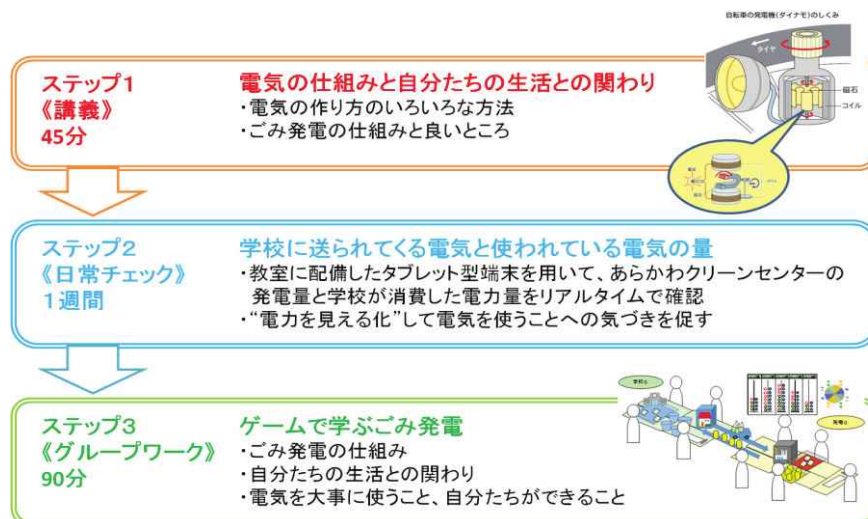 自転車の発電機(ダイナモ)のしくみ
タイヤ
磁石
コイル
ステップ1
《講義》
45分
電気の仕組みと自分たちの生活との関わり
・電気の作り方のいろいろな方法
・ごみ発電の仕組みと良いところ
ステップ2
《日常チェック》
1週間
学校に送られてくる電気と使われている電気の量
・教室に配備したタブレット型端末を用いて、あらかわクリーンセンターの
発電量と学校が消費した電力量をリアルタイムで確認
・“電力を見える化”して電気を使うことへの気づきを促す
ステップ3
《グループワーク》
90分
ゲームで学ぶごみ発電
・ごみ発電の仕組み
・自分たちの生活との関わり
・電気を大事に使うこと、自分たちができること